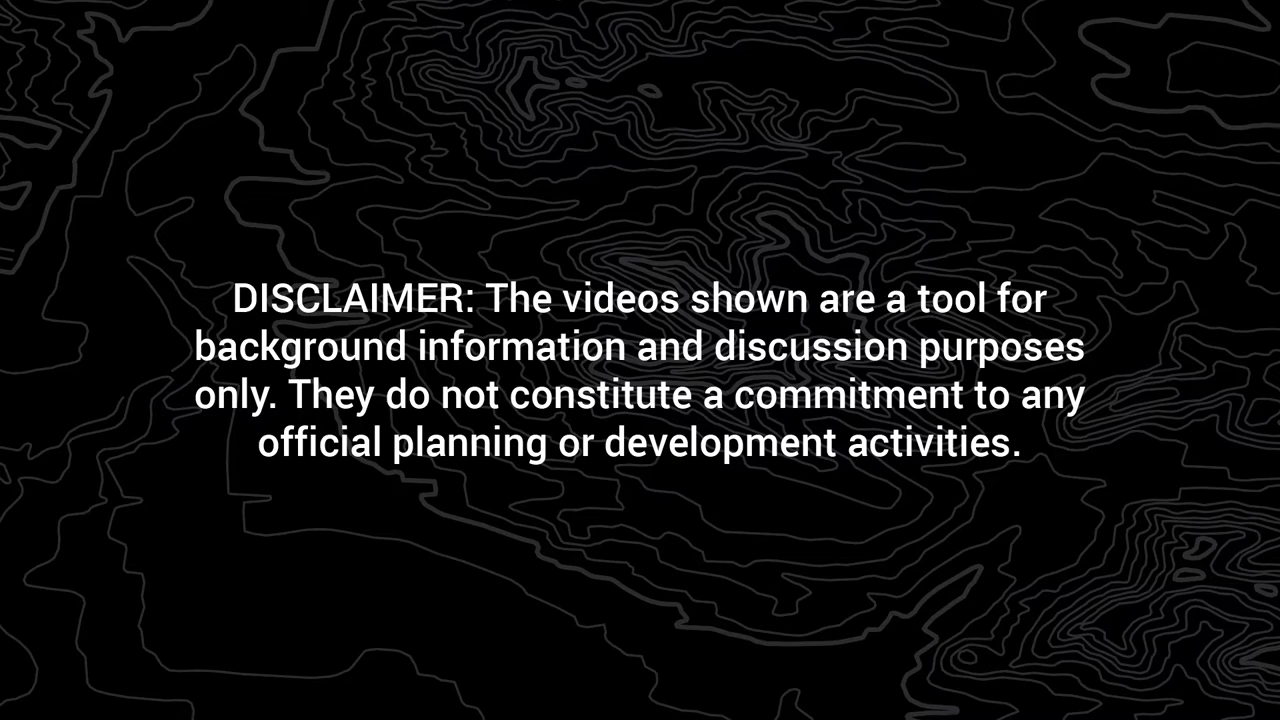 DISCLAIMER: The videos shown are a tool for
background information and discussion purposes
only. They do not constitute a commitment to any
official planning or development activities.